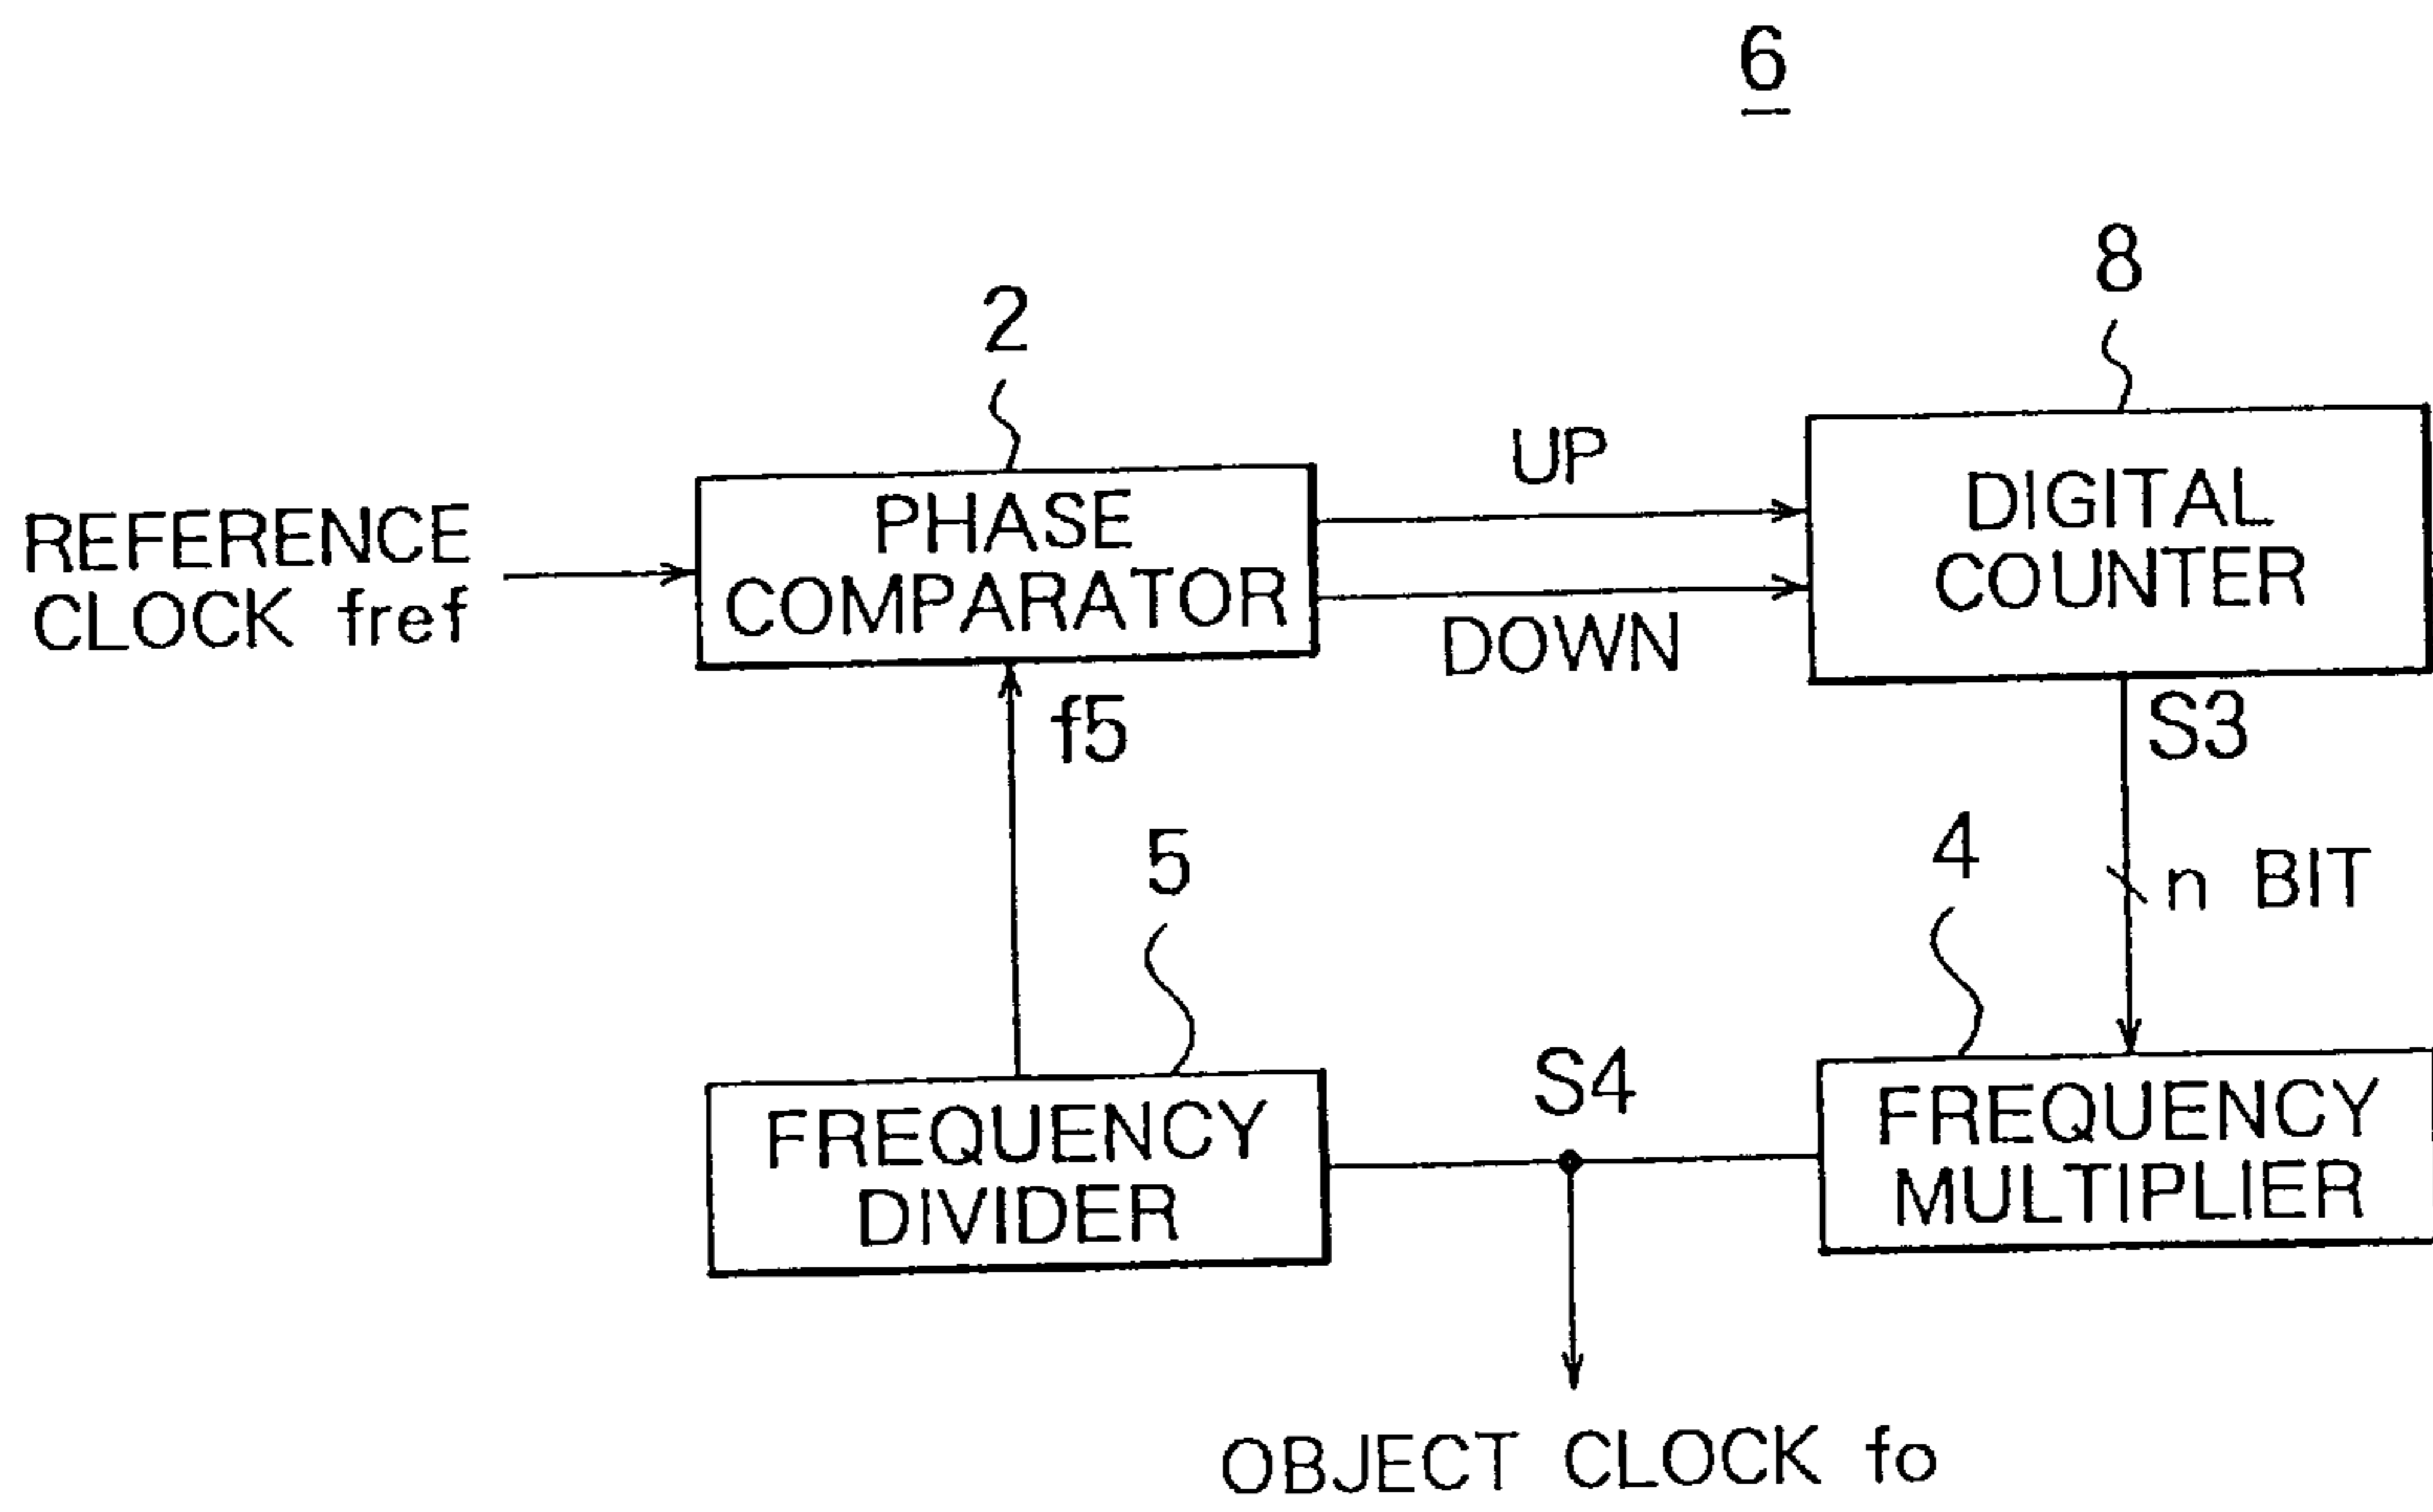 6
8
2
UP
DIGITAL
COUNTER
REFERENCE
CLOCK fref
PHASE
COMPARATOR
DOWN
f5
S3
5
4
n BIT
S4
FREQUENCY
DIVIDER
FREQUENCY
MULTIPLIER
OBJECT CLOCK fo